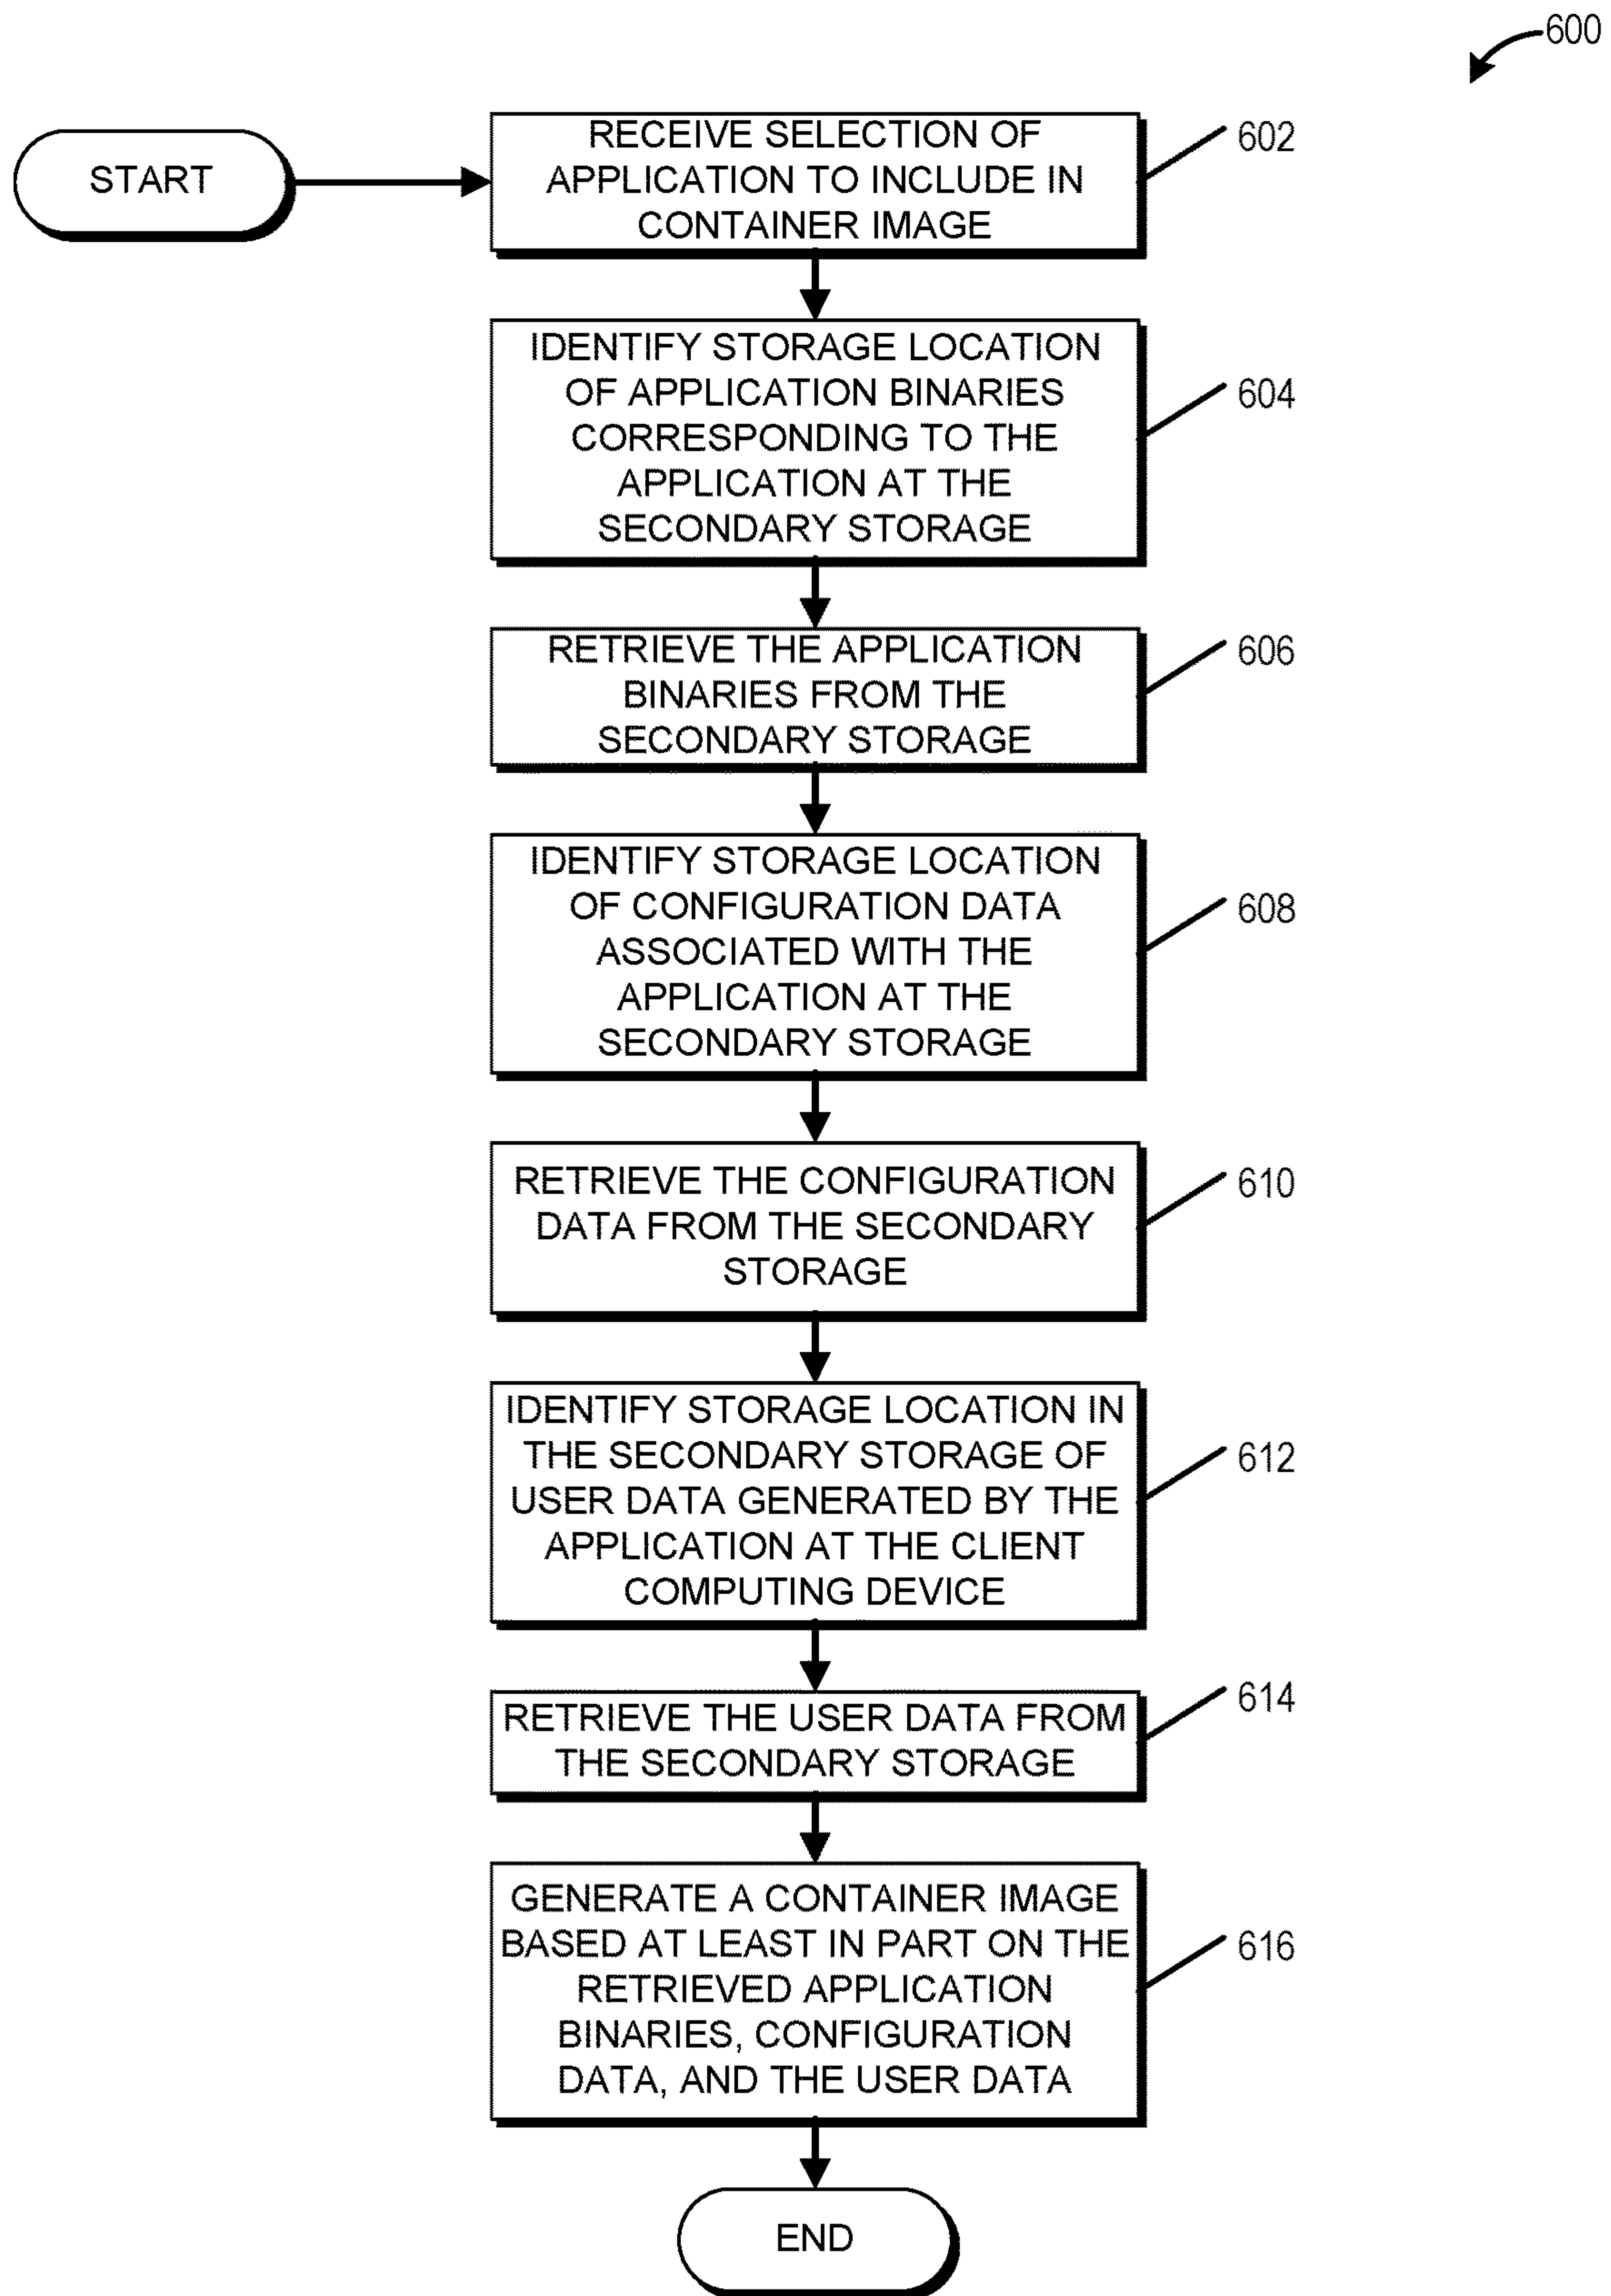 600
START
RECEIVE SELECTION OF
APPLICATION TO INCLUDE IN
CONTAINER IMAGE
602
IDENTIFY STORAGE LOCATION
OF APPLICATION BINARIES
CORRESPONDING TO THE
APPLICATION AT THE
SECONDARY STORAGE
604
RETRIEVE THE APPLICATION
BINARIES FROM THE
SECONDARY STORAGE
606
IDENTIFY STORAGE LOCATION
OF CONFIGURATION DATA
ASSOCIATED WITH THE
APPLICATION AT THE
SECONDARY STORAGE
608
RETRIEVE THE CONFIGURATION
DATA FROM THE SECONDARY
STORAGE
610
IDENTIFY STORAGE LOCATION IN
THE SECONDARY STORAGE OF
USER DATA GENERATED BY THE
APPLICATION AT THE CLIENT
COMPUTING DEVICE
612
RETRIEVE THE USER DATA FROM
THE SECONDARY STORAGE
614
GENERATE A CONTAINER IMAGE
BASED AT LEAST IN PART ON THE
RETRIEVED APPLICATION
BINARIES, CONFIGURATION
DATA, AND THE USER DATA
616
END